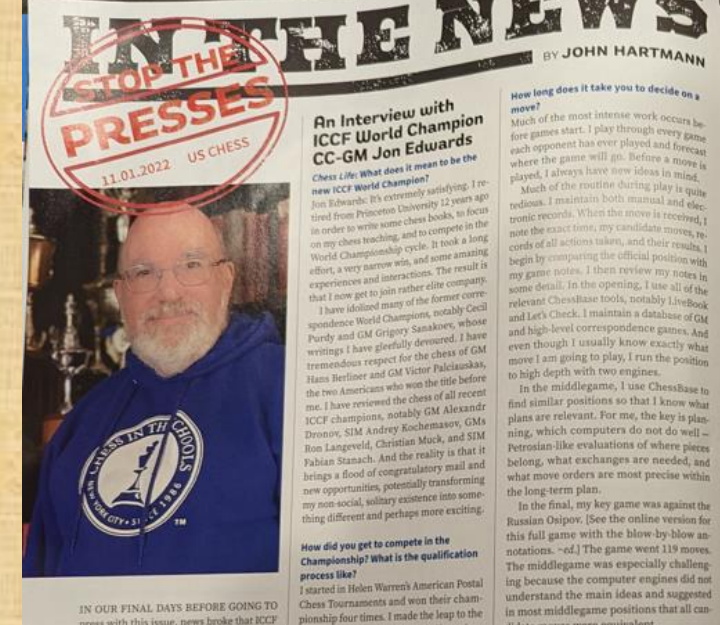 IN THE NEWS
BY JOHN HARTMANN
STOP THE
PRESSES
11.01.2022 US CHESS
CHESS IN THE SCHOOLS
NEW YORK CITY • SINCE 1986
TM
IN OUR FINAL DAYS BEFORE GOING TO
press with this issue, news broke that ICCF
An Interview with
ICCF World Champion
CC-GM Jon Edwards
Chess Life: What does it mean to be the
new ICCF World Champion?
Jon Edwards: It's extremely satisfying. I re-
tired from Princeton University 12 years ago
in order to write some chess books, to focus
on my chess teaching, and to compete in the
World Championship cycle. It took a long
effort, a very narrow win, and some amazing
experiences and interactions. The result is
that I now get to join rather elite company.
I have idolized many of the former corre-
spondence World Champions, notably Cecil
Purdy and GM Grigory Sanakoev, whose
writings I have gleefully devoured. I have
tremendous respect for the chess of GM
Hans Berliner and GM Victor Palciauskas,
the two Americans who won the title before
me. I have reviewed the chess of all recent
ICCF champions, notably GM Alexandr
Dronov, SIM Andrey Kochemasov, GMs
Ron Langeveld, Christian Muck, and SIM
Fabian Stanach. And the reality is that it
brings a flood of congratulatory mail and
new opportunities, potentially transforming
my non-social, solitary existence into some-
thing different and perhaps more exciting.
How did you get to compete in the
Championship? What is the qualification
process like?
I started in Helen Warren's American Postal
Chess Tournaments and won their cham-
pionship four times. I made the leap to the
How long does it take you to decide on a
move?
Much of the most intense work occurs be-
fore games start. I play through every game
each opponent has ever played and forecast
where the game will go. Before a move is
played, I always have new ideas in mind.
Much of the routine during play is quite
tedious. I maintain both manual and elec-
tronic records. When the move is received, I
note the exact time, my candidate moves, re-
cords of all actions taken, and their results. I
begin by comparing the official position with
my game notes. I then review my notes in
some detail. In the opening, I use all of the
relevant ChessBase tools, notably LiveBook
and Let's Check. I maintain a database of GM
and high-level correspondence games. And
even though I usually know exactly what
move I am going to play, I run the position
to high depth with two engines.
In the middlegame, I use ChessBase to
find similar positions so that I know what
plans are relevant. For me, the key is plan-
ning, which computers do not do well –
Petrosian-like evaluations of where pieces
belong, what exchanges are needed, and
what move orders are most precise within
the long-term plan.
In the final, my key game was against the
Russian Osipov. [See the online version for
this full game with the blow-by-blow an-
notations. ~ed.] The game went 119 moves.
The middlegame was especially challeng-
ing because the computer engines did not
understand the main ideas and suggested
in most middlegame positions that all can-